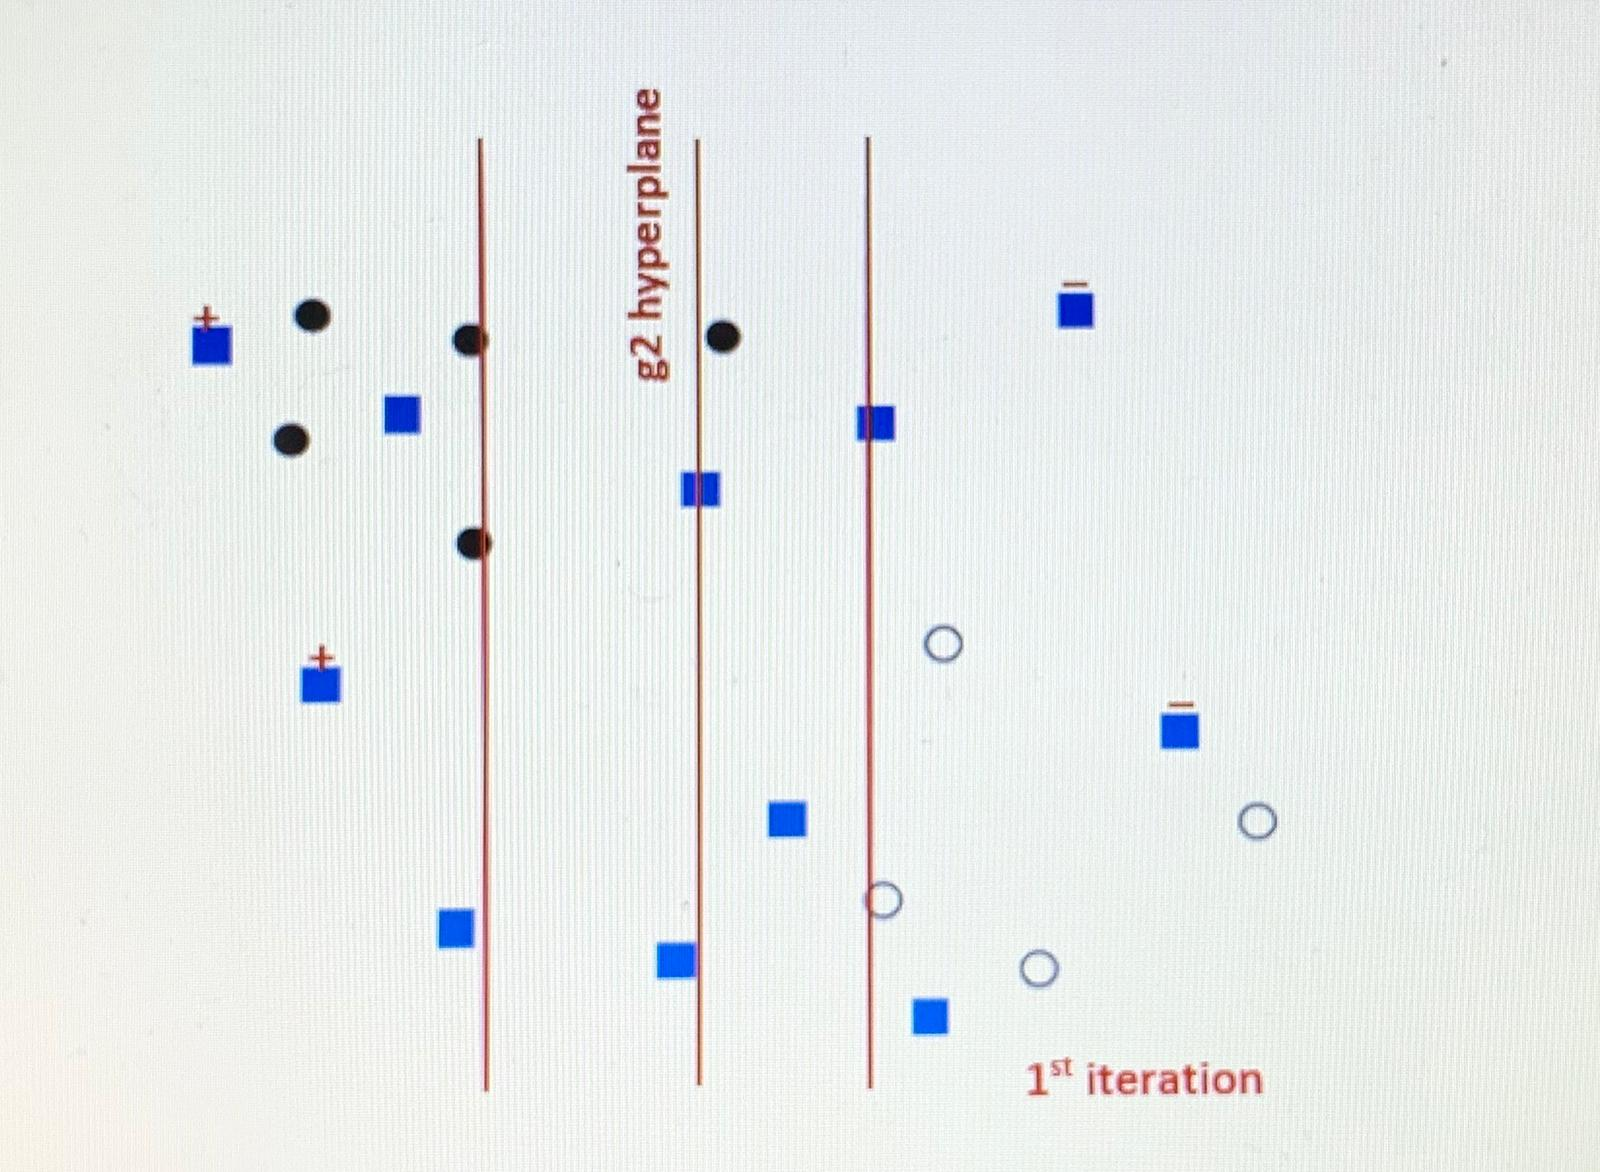 g2 hyperplane
+
−
+
−
1st iteration